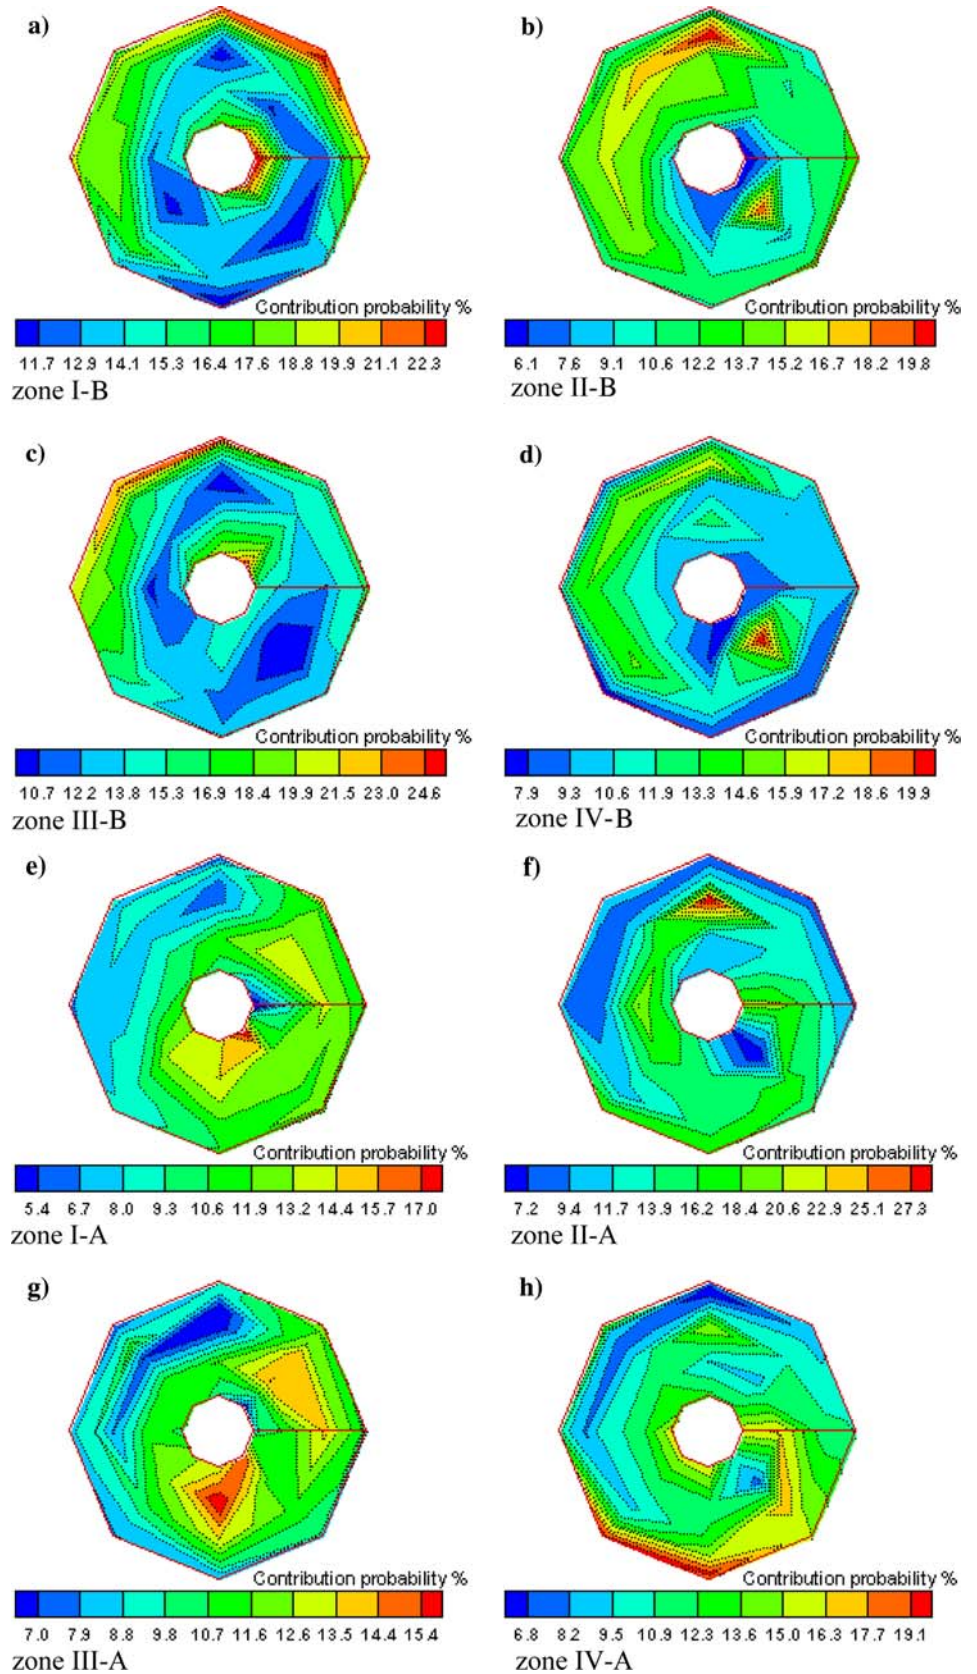 a) b)
Contribution probability % Contribution probability %
11.7 12.9 14.1 15.3 16.4 17.6 18.8 19.9 21.1 22.3 6.1 7.6 9.1 10.6 12.2 13.7 15.2 16.7 18.2 19.8
zone I-B zone II-B
c) d)
Contribution probability % Contribution probability %
10.7 12.2 13.8 15.3 16.9 18.4 19.9 21.5 23.0 24.6 7.9 9.3 10.6 11.9 13.3 14.6 15.9 17.2 18.6 19.9
zone III-B zone IV-B
e) f)
Contribution probability % Contribution probability %
5.4 6.7 8.0 9.3 10.6 11.9 13.2 14.4 15.7 17.0 7.2 9.4 11.7 13.9 16.2 18.4 20.6 22.9 25.1 27.3
zone I-A zone II-A
g) h)
Contribution probability % Contribution probability %
7.0 7.9 8.8 9.8 10.7 11.6 12.6 13.5 14.4 15.4 6.8 8.2 9.5 10.9 12.3 13.6 15.0 16.3 17.7 19.1
zone III-A zone IV-A